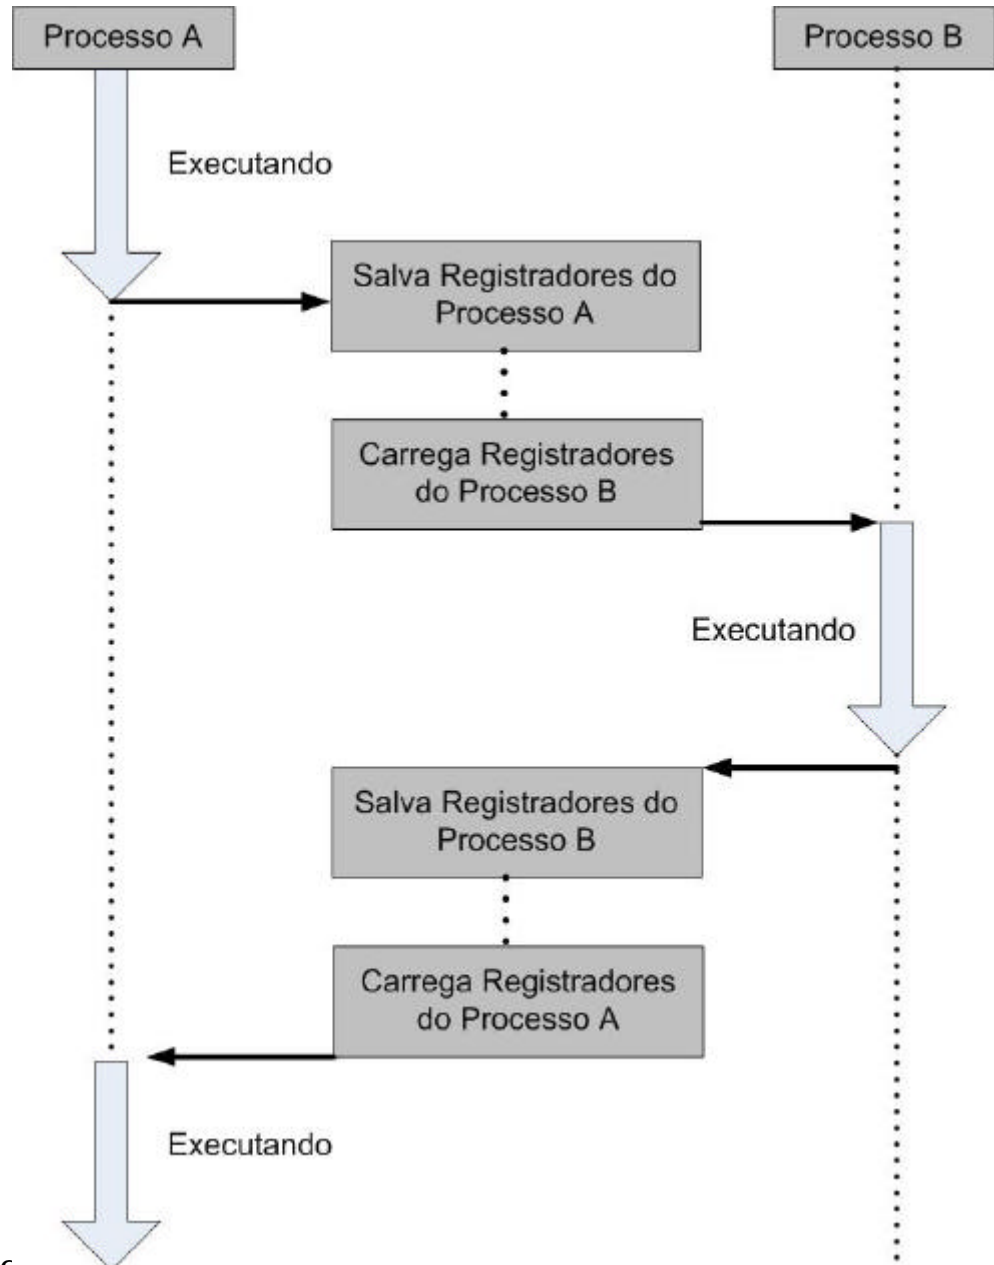 Processo A
Processo B
Executando
Salva Registradores do
Processo A
Carrega Registradores
do Processo B
Executando
Salva Registradores do
Processo B
Carrega Registradores
do Processo A
Executando